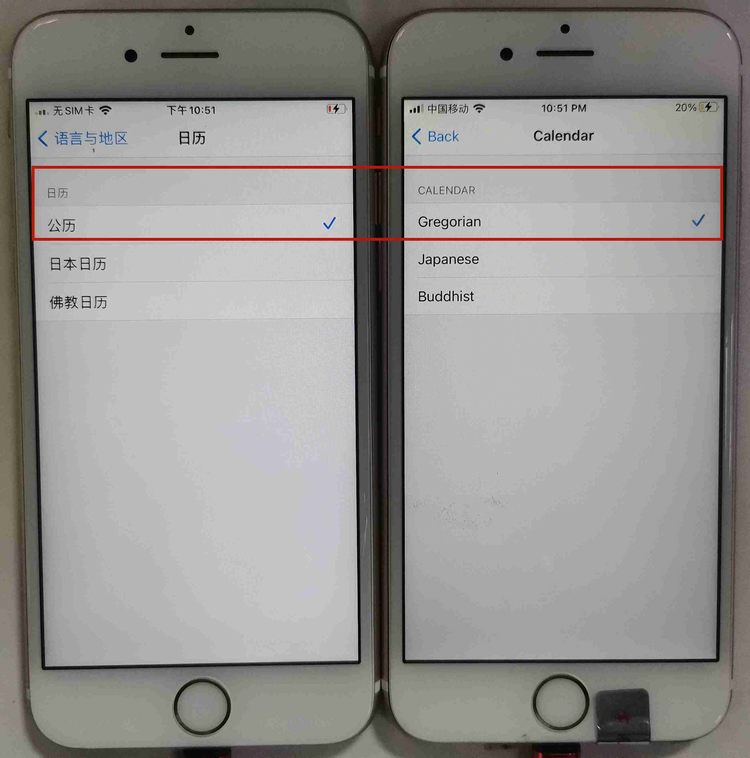 无SIM卡 下午10:51
语言与地区 日历
日历
公历
日本日历
佛教日历
中国移动 10:51 PM 20%
Back Calendar
CALENDAR
Gregorian
Japanese
Buddhist